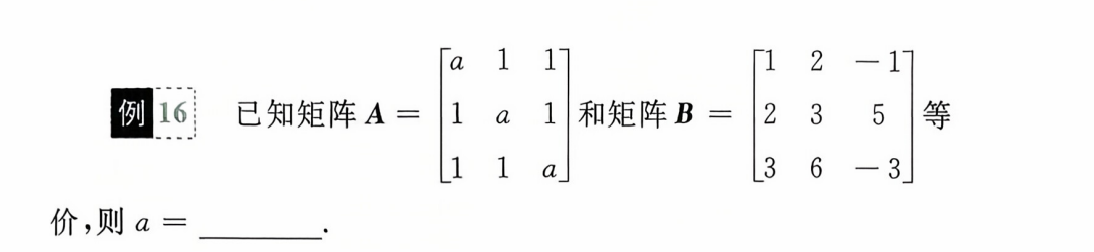 例 16 已知矩阵 A = [a 1 1; 1 a 1; 1 1 a] 和矩阵 B = [1 2 -1; 2 3 5; 3 6 -3] 等
价,则 a = ______.